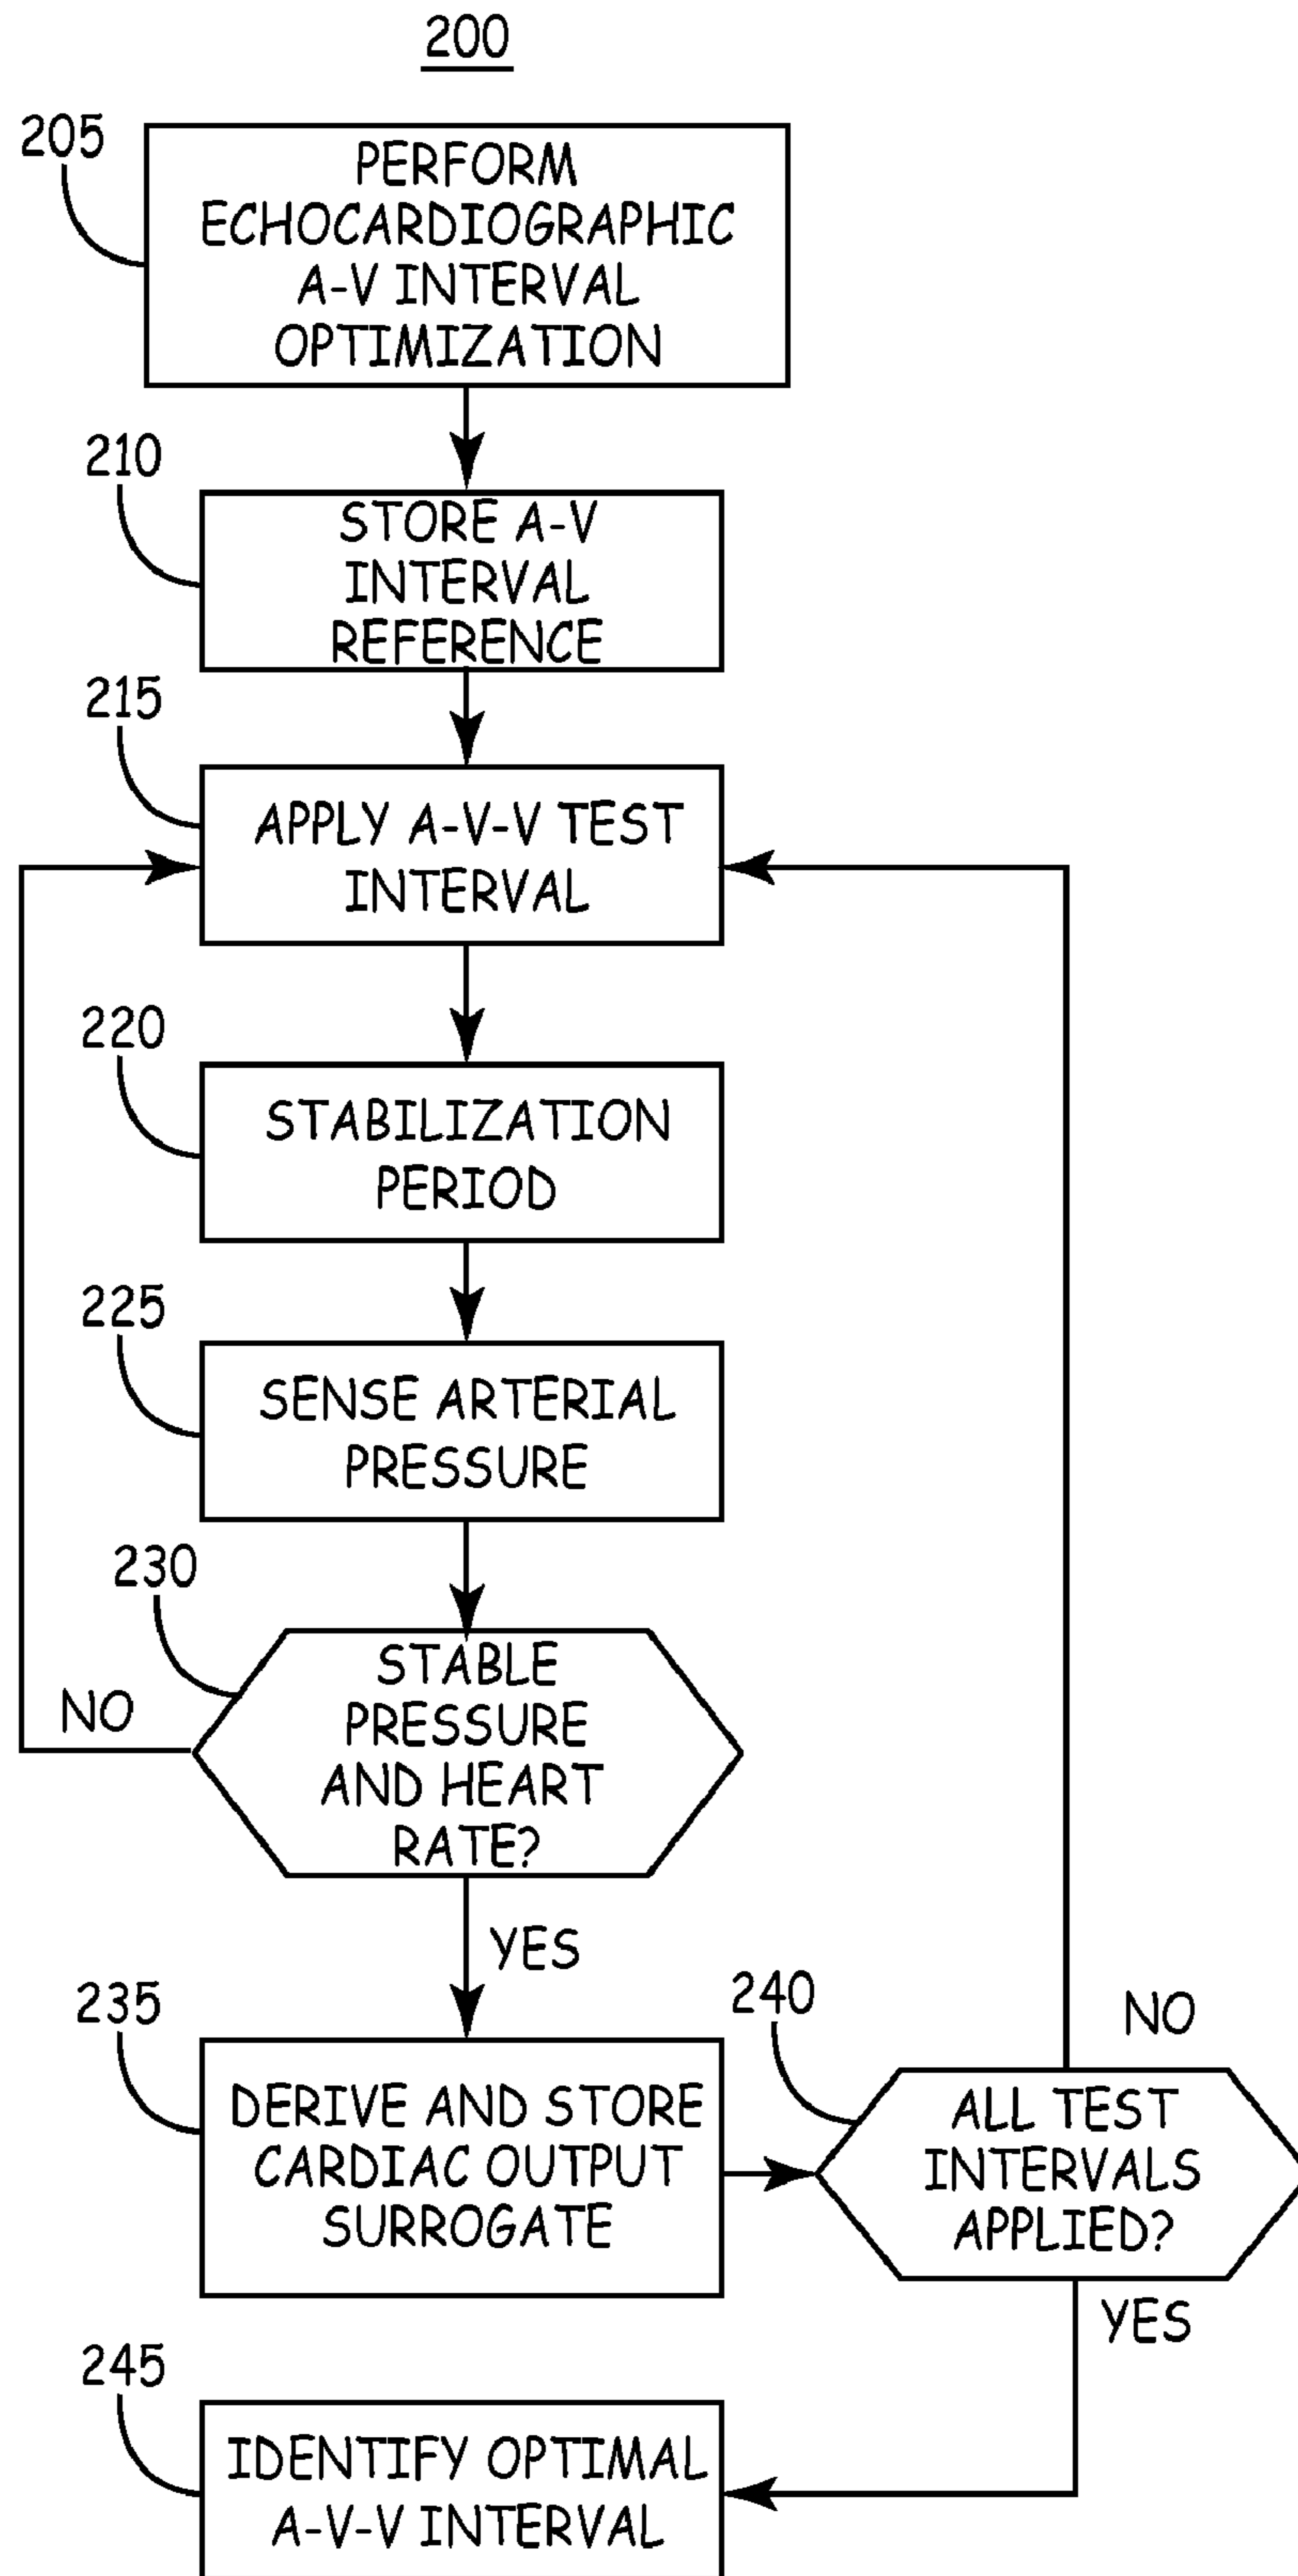 200
205
PERFORM
ECHOCARDIOGRAPHIC
A-V INTERVAL
OPTIMIZATION
210
STORE A-V
INTERVAL
REFERENCE
215
APPLY A-V-V TEST
INTERVAL
220
STABILIZATION
PERIOD
225
SENSE ARTERIAL
PRESSURE
230
STABLE
PRESSURE
AND HEART
RATE?
NO
YES
235
DERIVE AND STORE
CARDIAC OUTPUT
SURROGATE
240
NO
ALL TEST
INTERVALS
APPLIED?
YES
245
IDENTIFY OPTIMAL
A-V-V INTERVAL